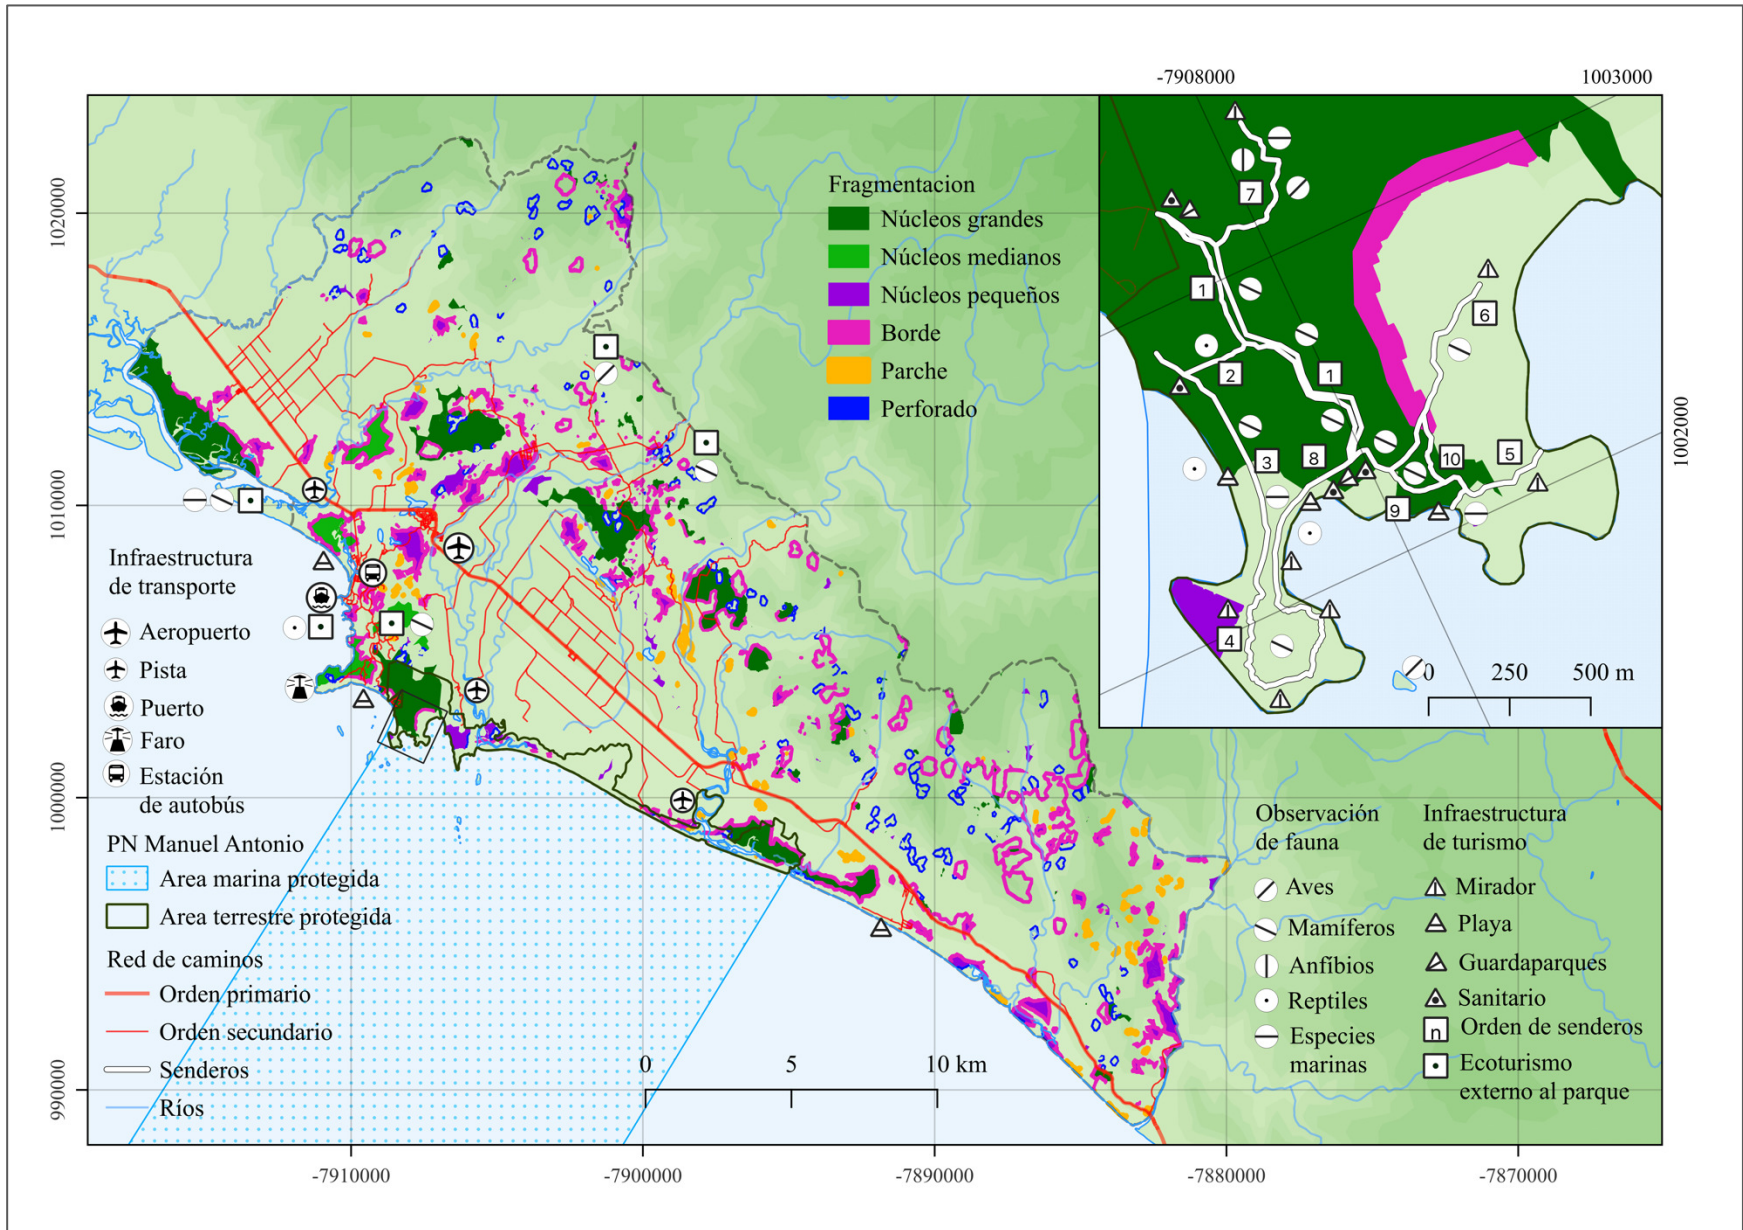 -7908000
1003000
1002000
Fragmentacion
Núcleos grandes
Núcleos medianos
Núcleos pequeños
Borde
Parche
Perforado
1020000
1010000
1000000
990000
7
1
6
2
1
3
8
10
5
9
4
0 250 500 m
Infraestructura
de transporte
Aeropuerto
Pista
Puerto
Faro
Estación
de autobús
PN Manuel Antonio
Area marina protegida
Area terrestre protegida
Red de caminos
Orden primario
Orden secundario
Senderos
Ríos
0 5 10 km
Observación
de fauna
Aves
Mamíferos
Anfíbios
Reptiles
Especies
marinas
Infraestructura
de turismo
Mirador
Playa
Guardaparques
Sanitario
n Orden de senderos
Ecoturismo
externo al parque
-7910000
-7900000
-7890000
-7880000
-7870000